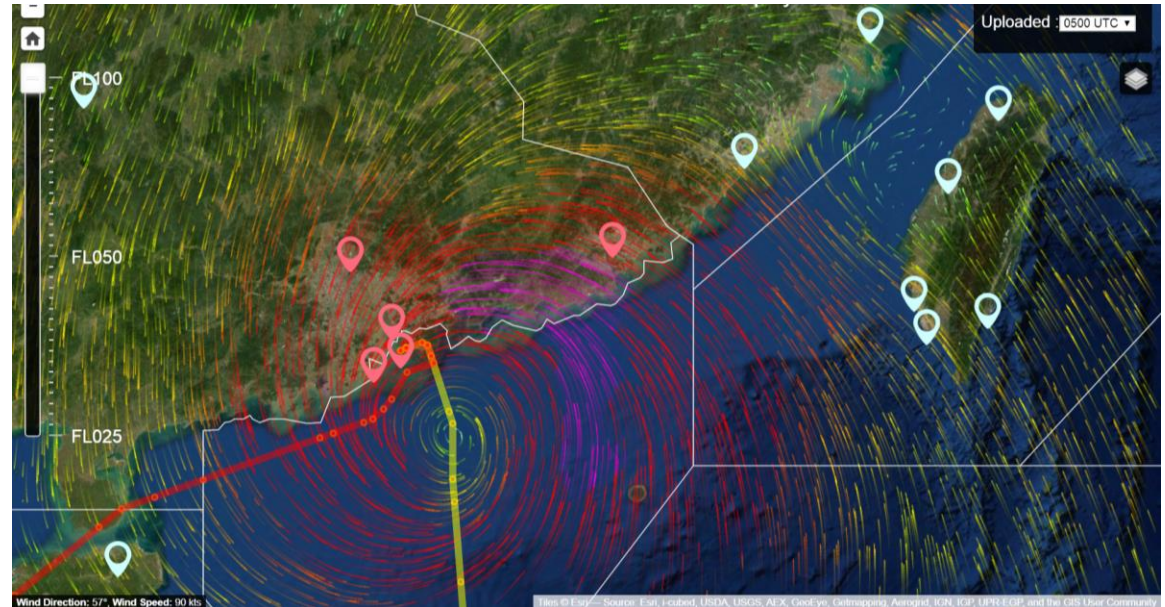 Uploaded : 0500 UTC
FL100
FL050
FL025
Wind Direction: 57°, Wind Speed: 90 kts
Tiles © Esri — Source: Esri, i-cubed, USDA, USGS, AEX, GeoEye, Getmapping, Aerogrid, IGN, IGP, UPR-EGP, and the GIS User Community